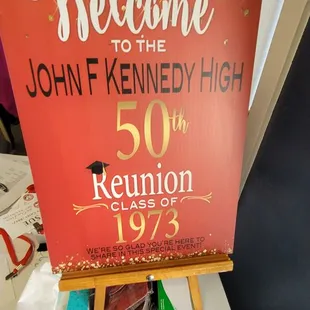 Welcome
TO THE
JOHN F KENNEDY HIGH
50th
Reunion
CLASS OF
1973
WE'RE SO GLAD YOU'RE HERE TO
SHARE IN THIS SPECIAL EVENT!